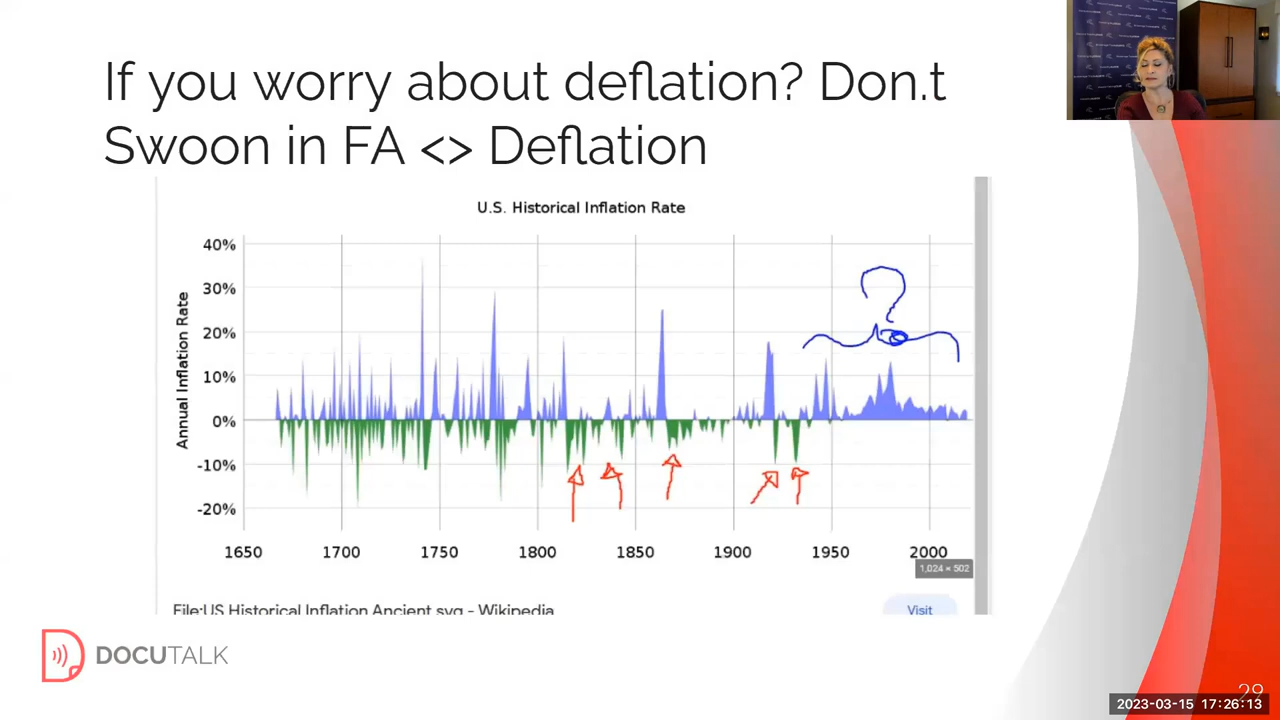 If you worry about deflation? Don.t
Swoon in FA <> Deflation
U.S. Historical Inflation Rate
Annual Inflation Rate
40%
30%
20%
10%
0%
-10%
-20%
1650 1700 1750 1800 1850 1900 1950 2000
?
1,024 × 502
File:US Historical Inflation Ancient.svg - Wikipedia
Visit
DOCUTALK
29
2023-03-15 17:26:13